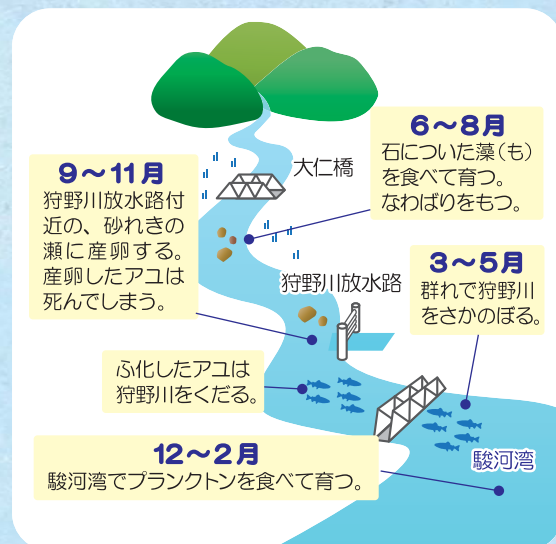 大仁橋
6～8月
石についた藻（も）
を食べて育つ。
なわばりをもつ。
9～11月
狩野川放水路付
近の、砂れきの
瀬に産卵する。
産卵したアユは
死んでしまう。
狩野川放水路
3～5月
群れで狩野川
をさかのぼる。
ふ化したアユは
狩野川をくだる。
駿河湾
12～2月
駿河湾でプランクトンを食べて育つ。